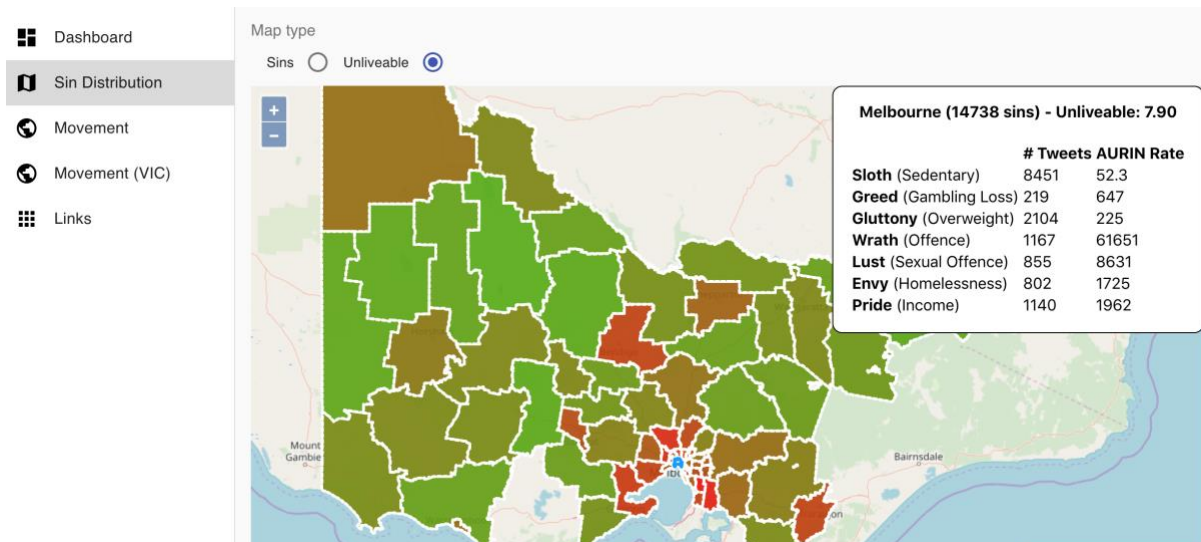 Dashboard
Sin Distribution
Movement
Movement (VIC)
Links
Map type
Sins Unliveable
+
-
Melbourne (14738 sins) - Unliveable: 7.90
# Tweets AURIN Rate
Sloth (Sedentary) 8451 52.3
Greed (Gambling Loss) 219 647
Gluttony (Overweight) 2104 225
Wrath (Offence) 1167 61651
Lust (Sexual Offence) 855 8631
Envy (Homelessness) 802 1725
Pride (Income) 1140 1962
Mount
Gambie
Bairnsdale